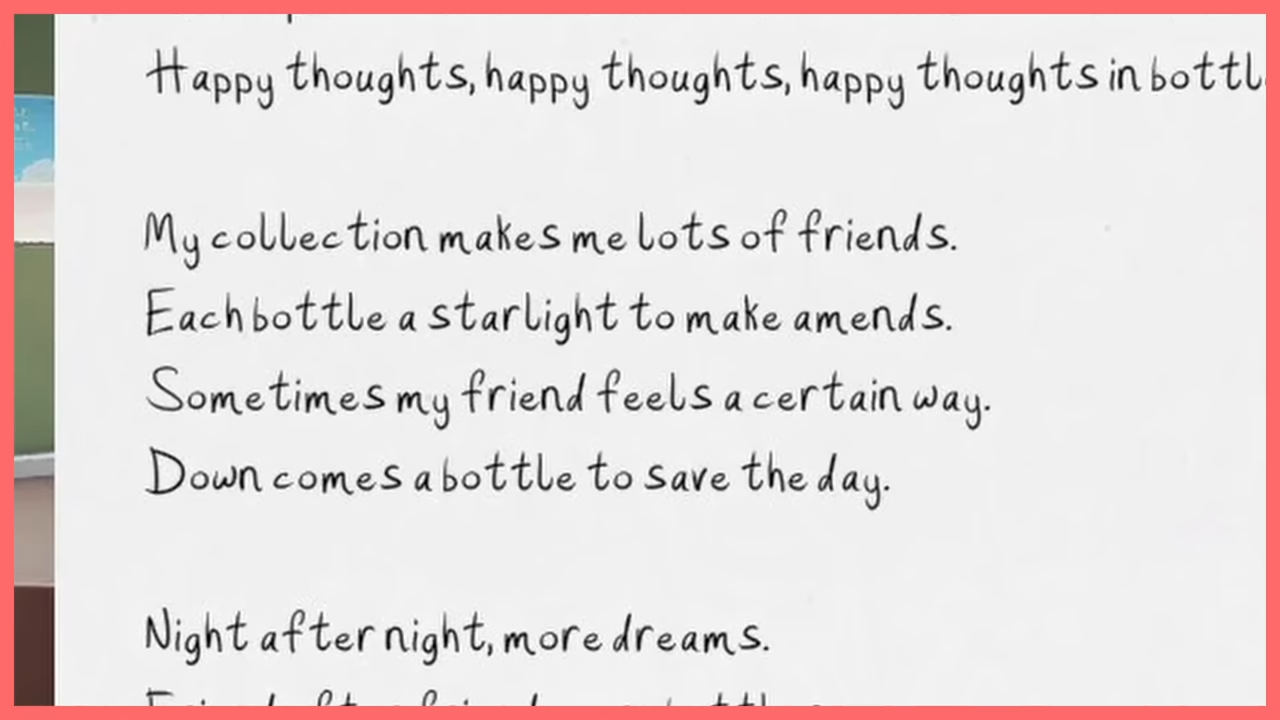 Happy thoughts, happy thoughts, happy thoughts in
My collection makes me lots of friends.
Each bottle a starlight to make amends.
Sometimes my friend feels a certain way.
Down comes a bottle to save the day.
Night after night, more dreams.